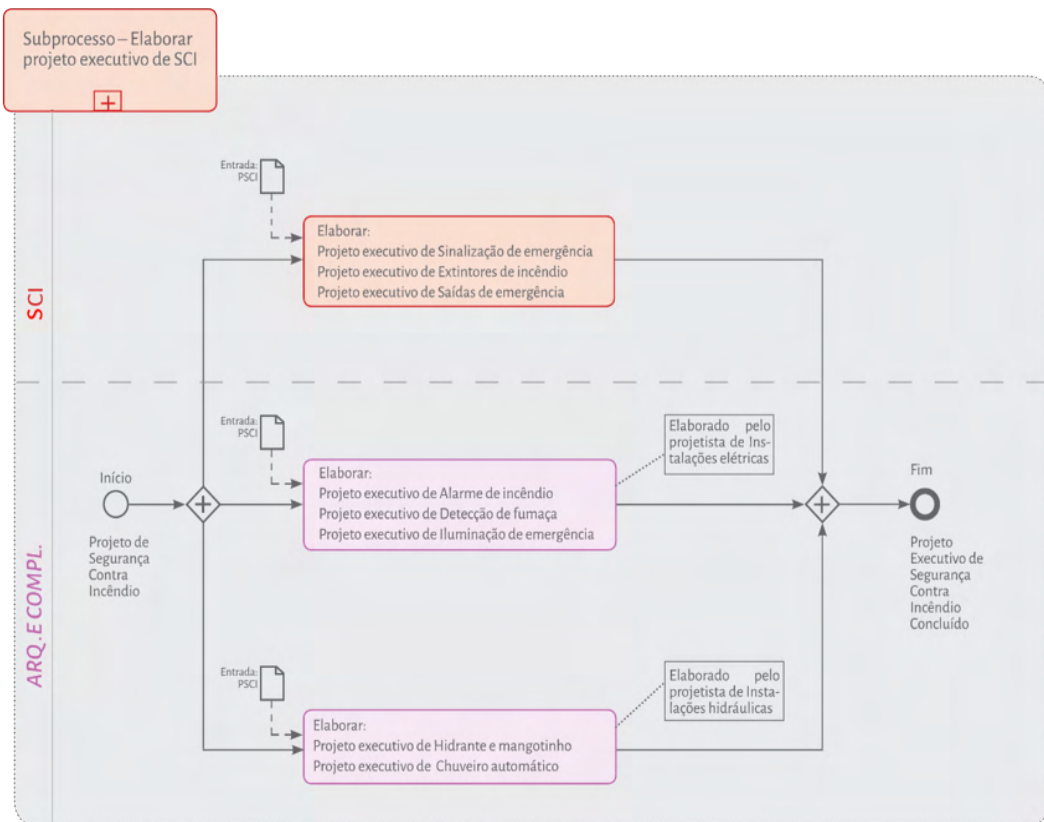 Subprocesso – Elaborar
projeto executivo de SCI
SCI
Entrada:
PSCI
Elaborar:
Projeto executivo de Sinalização de emergência
Projeto executivo de Extintores de incêndio
Projeto executivo de Saídas de emergência
ARQ. E COMPL.
Início
Projeto de
Segurança
Contra
Incêndio
Entrada:
PSCI
Elaborar:
Projeto executivo de Alarme de incêndio
Projeto executivo de Detecção de fumaça
Projeto executivo de Iluminação de emergência
Elaborado pelo
projetista de Ins-
talações elétricas
Fim
Projeto
Executivo de
Segurança
Contra
Incêndio
Concluído
Entrada:
PSCI
Elaborar:
Projeto executivo de Hidrante e mangotinho
Projeto executivo de Chuveiro automático
Elaborado pelo
projetista de Insta-
lações hidráulicas